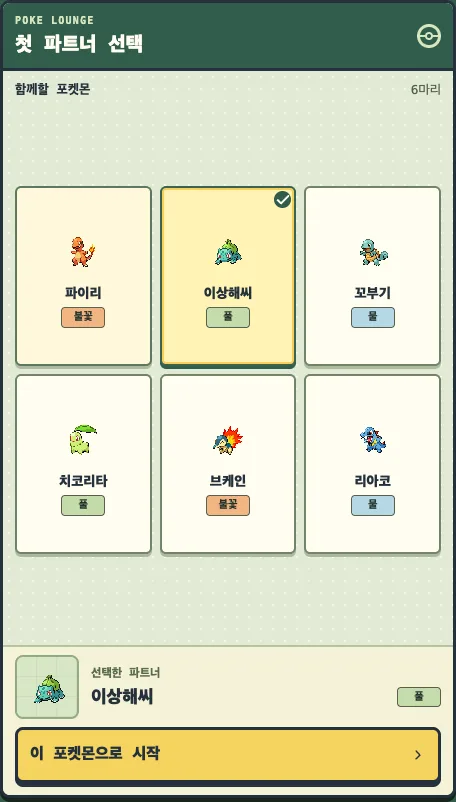 POKE LOUNGE
첫 파트너 선택
함께할 포켓몬
6마리
파이리
불꽃
이상해씨
풀
꼬부기
물
치코리타
풀
브케인
불꽃
리아코
물
선택한 파트너
이상해씨
풀
이 포켓몬으로 시작